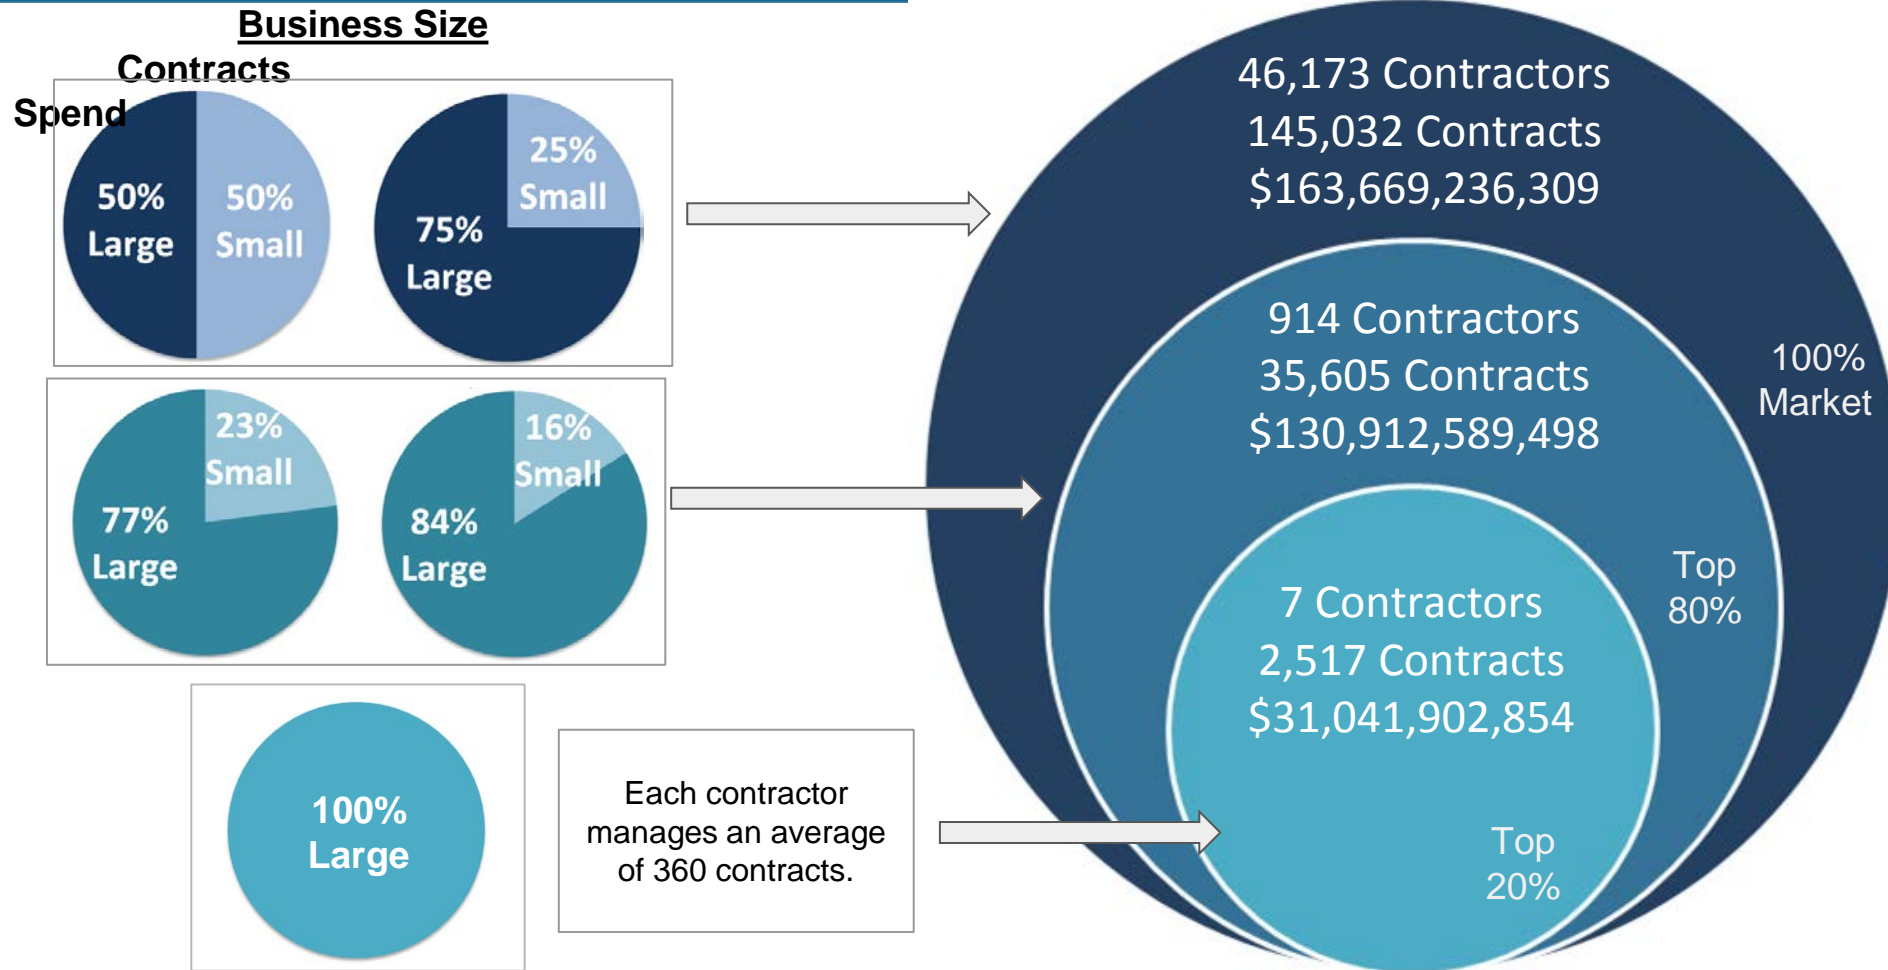 Business Size
Contracts
Spend
50%
Large
50%
Small
25%
Small
75%
Large
23%
Small
77%
Large
16%
Small
84%
Large
100%
Large
Each contractor
manages an average
of 360 contracts.
46,173 Contractors
145,032 Contracts
$163,669,236,309
100%
Market
914 Contractors
35,605 Contracts
$130,912,589,498
Top
80%
7 Contractors
2,517 Contracts
$31,041,902,854
Top
20%